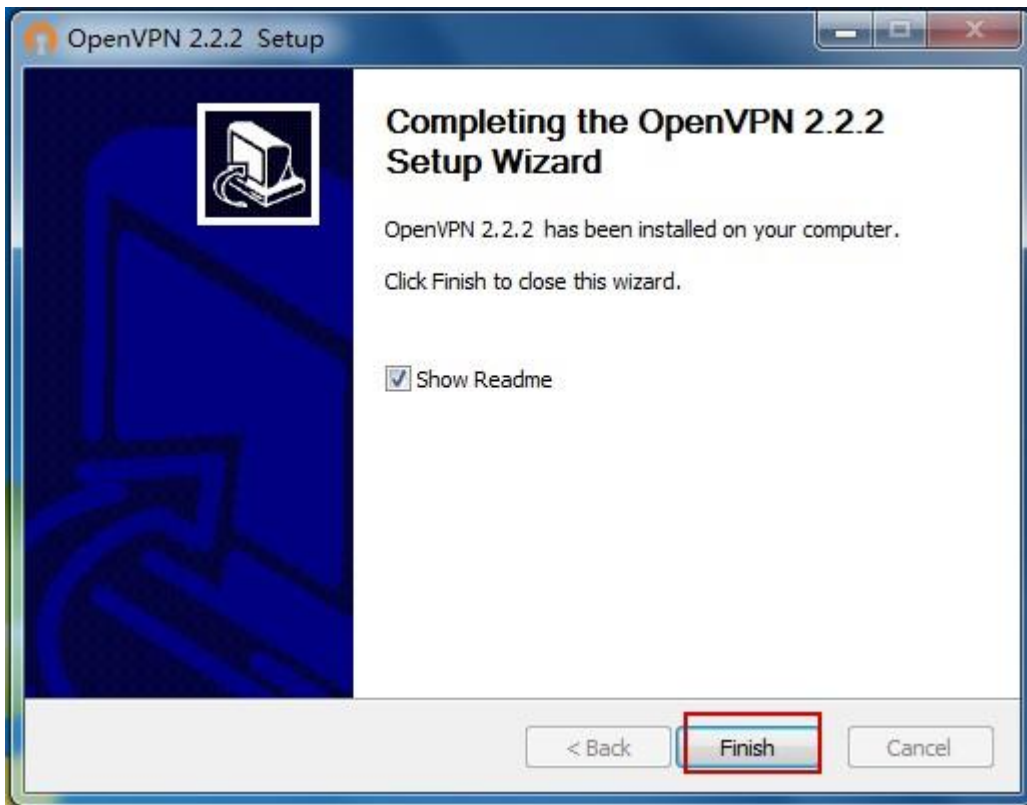 OpenVPN 2.2.2 Setup
Completing the OpenVPN 2.2.2
Setup Wizard
OpenVPN 2.2.2 has been installed on your computer.
Click Finish to close this wizard.
Show Readme
< Back Finish Cancel